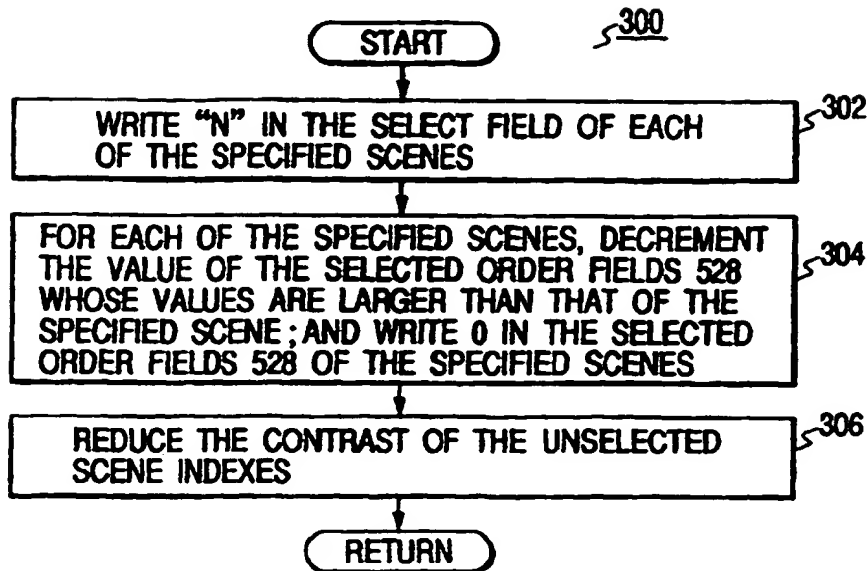 START
300
WRITE "N" IN THE SELECT FIELD OF EACH
OF THE SPECIFIED SCENES
302
FOR EACH OF THE SPECIFIED SCENES, DECREMENT
THE VALUE OF THE SELECTED ORDER FIELDS 528
WHOSE VALUES ARE LARGER THAN THAT OF THE
SPECIFIED SCENE; AND WRITE 0 IN THE SELECTED
ORDER FIELDS 528 OF THE SPECIFIED SCENES
304
REDUCE THE CONTRAST OF THE UNSELECTED
SCENE INDEXES
306
RETURN